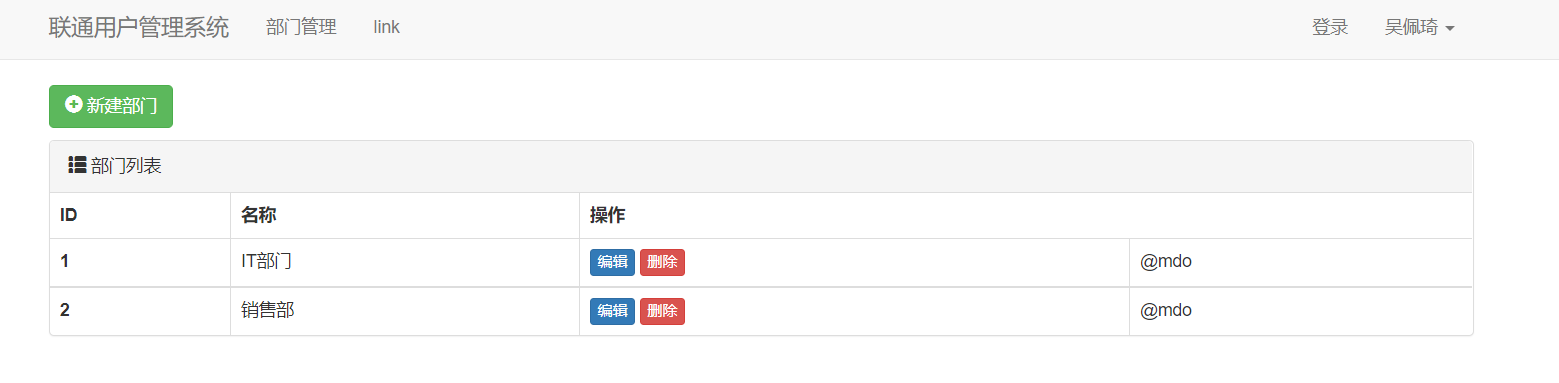 联通用户管理系统 部门管理 link 登录 吴佩琦
新建部门
部门列表
ID 名称 操作
1 IT部门 编辑 删除 @mdo
2 销售部 编辑 删除 @mdo